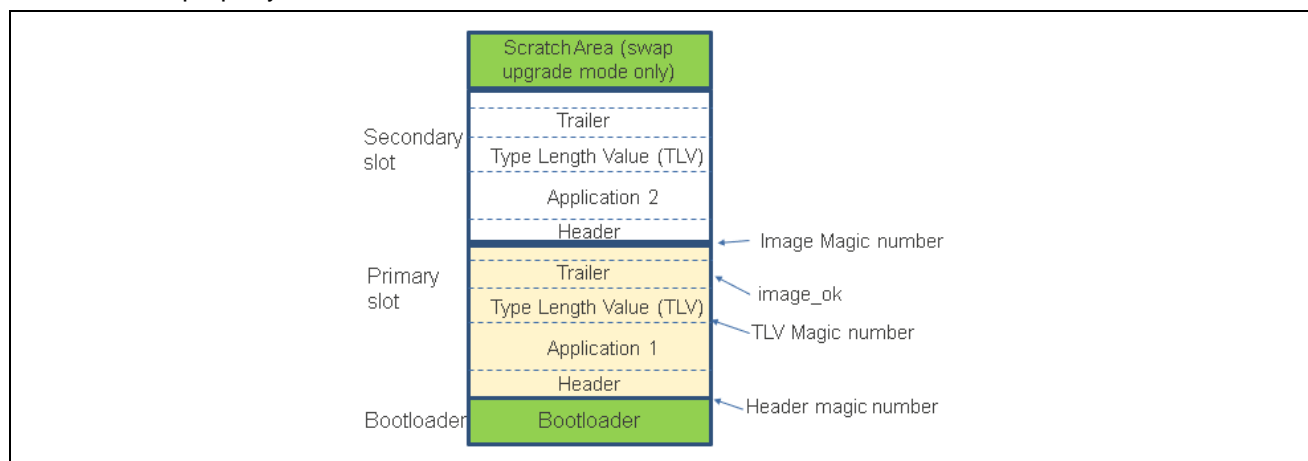 Scratch Area (swap
upgrade mode only)
Secondary
slot
Trailer
Type Length Value (TLV)
Application 2
Header
Image Magic number
Primary
slot
Trailer
image_ok
Type Length Value (TLV)
TLV Magic number
Application 1
Header
Header magic number
Bootloader
Bootloader